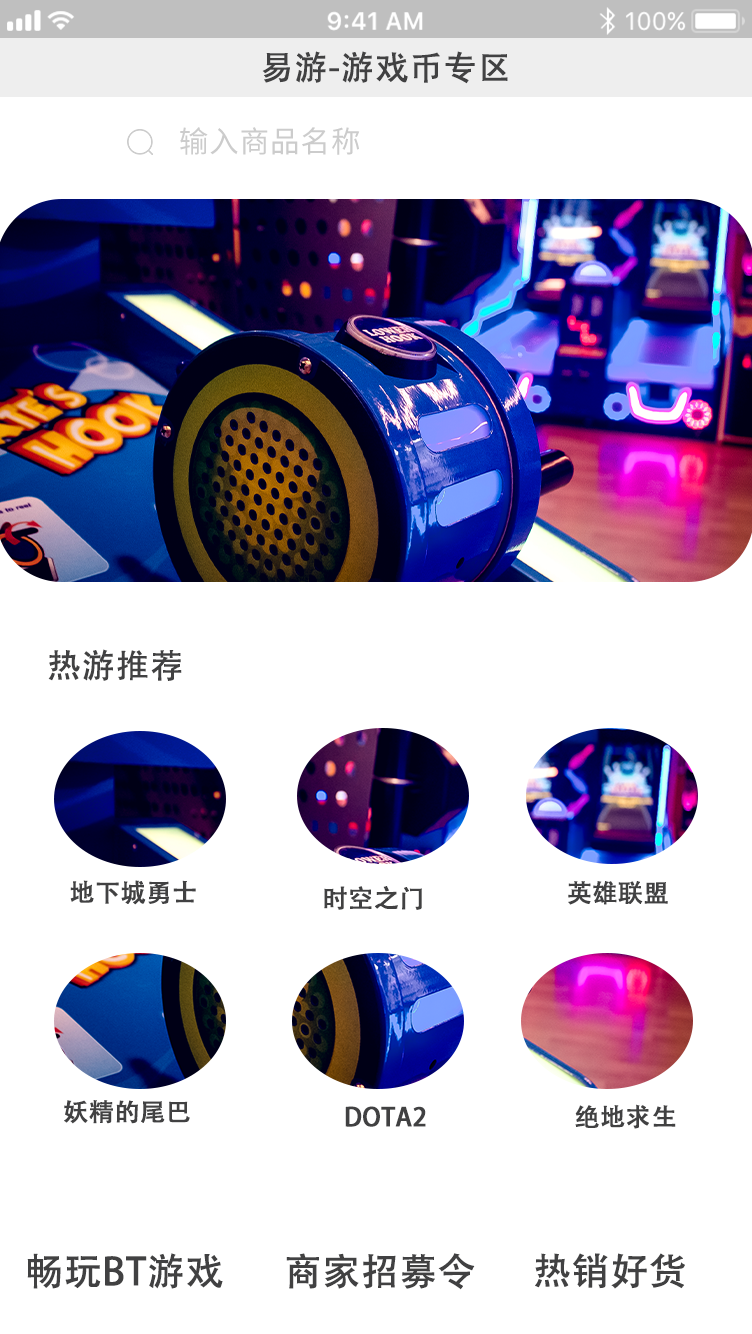 9:41 AM
100%
易游-游戏币专区
输入商品名称
LOWER
HOOK
HOOK
热游推荐
地下城勇士
时空之门
英雄联盟
妖精的尾巴
DOTA2
绝地求生
畅玩BT游戏
商家招募令
热销好货